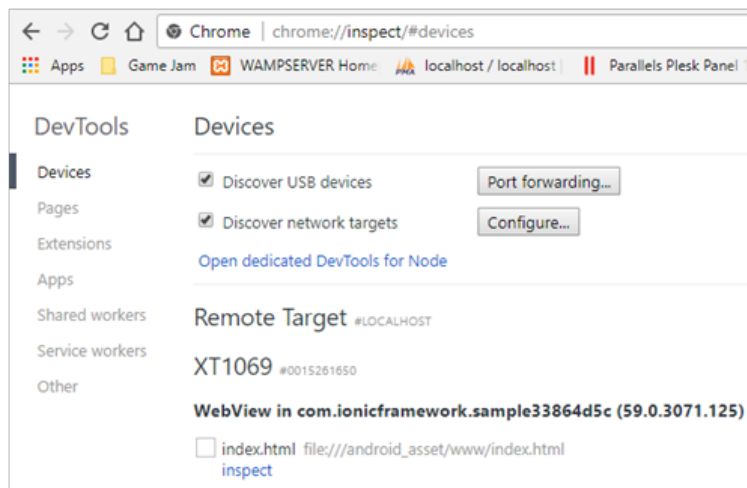 Chrome | chrome://inspect/#devices
Apps Game Jam WAMPSERVER Home PMA localhost / localhost | Parallels Plesk Panel
DevTools
Devices
Pages
Extensions
Apps
Shared workers
Service workers
Other
Devices
Discover USB devices Port forwarding...
Discover network targets Configure...
Open dedicated DevTools for Node
Remote Target #LOCALHOST
XT1069 #0015261650
WebView in com.ionicframework.sample33864d5c (59.0.3071.125)
index.html file:///android_asset/www/index.html
inspect